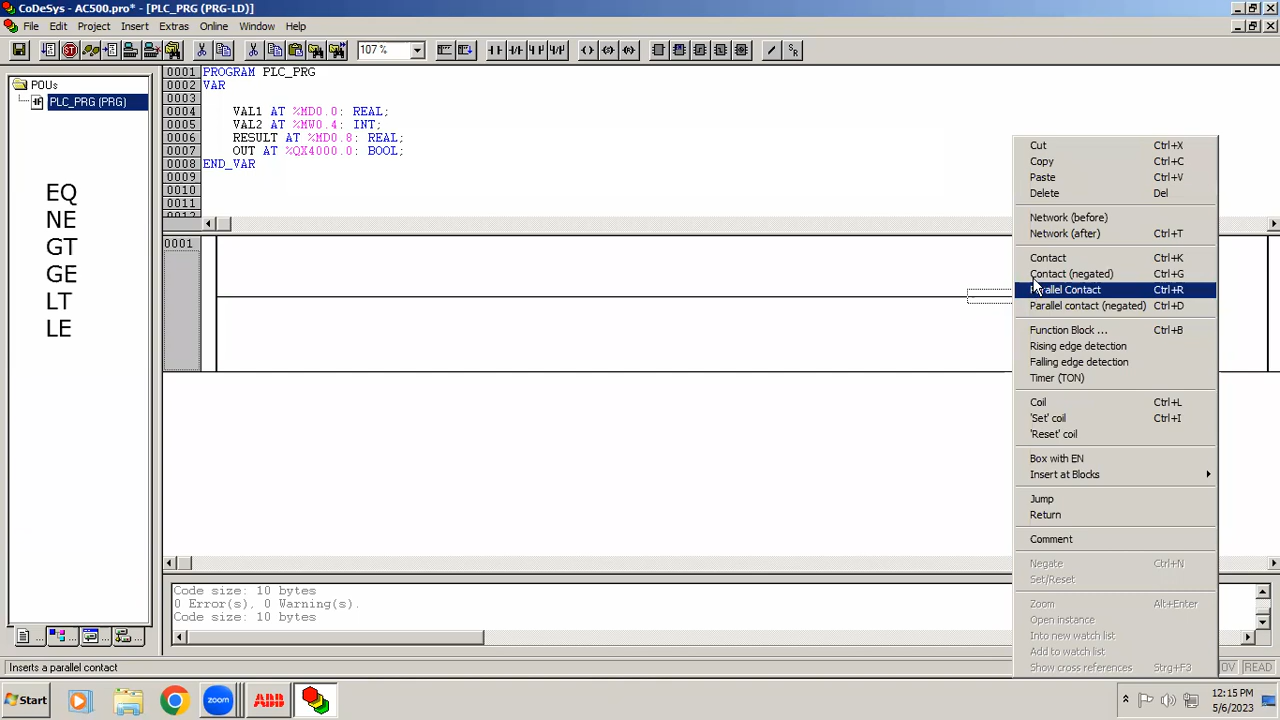 CoDeSys - AC500.pro* - [PLC_PRG (PRG-LD)]
File Edit Project Insert Extras Online Window Help
107 %
POUs
PLC_PRG (PRG)
EQ
NE
GT
GE
LT
LE
0001 PROGRAM PLC_PRG
0002 VAR
0003
0004 VAL1 AT %MD0.0: REAL;
0005 VAL2 AT %MW0.4: INT;
0006 RESULT AT %MD0.8: REAL;
0007 OUT AT %QX4000.0: BOOL;
0008 END_VAR
0009
0010
0011
0012
0001
Cut Ctrl+X
Copy Ctrl+C
Paste Ctrl+V
Delete Del
Network (before)
Network (after) Ctrl+T
Contact Ctrl+K
Contact (negated) Ctrl+G
Parallel Contact Ctrl+R
Parallel contact (negated) Ctrl+D
Function Block ... Ctrl+B
Rising edge detection
Falling edge detection
Timer (TON)
Coil Ctrl+L
'Set' coil Ctrl+I
'Reset' coil
Box with EN
Insert at Blocks
Jump
Return
Comment
Negate Ctrl+N
Set/Reset
Zoom Alt+Enter
Open instance
Into new watch list
Add to watch list
Show cross references Strg+F3
Code size: 10 bytes
0 Error(s), 0 Warning(s).
Code size: 10 bytes
Inserts a parallel contact
OV READ
Start
zoom
ABB
12:15 PM
5/6/2023